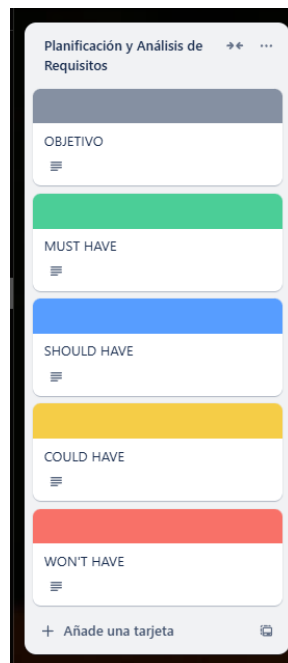 Planificación y Análisis de
Requisitos
OBJETIVO
MUST HAVE
SHOULD HAVE
COULD HAVE
WON'T HAVE
Añade una tarjeta